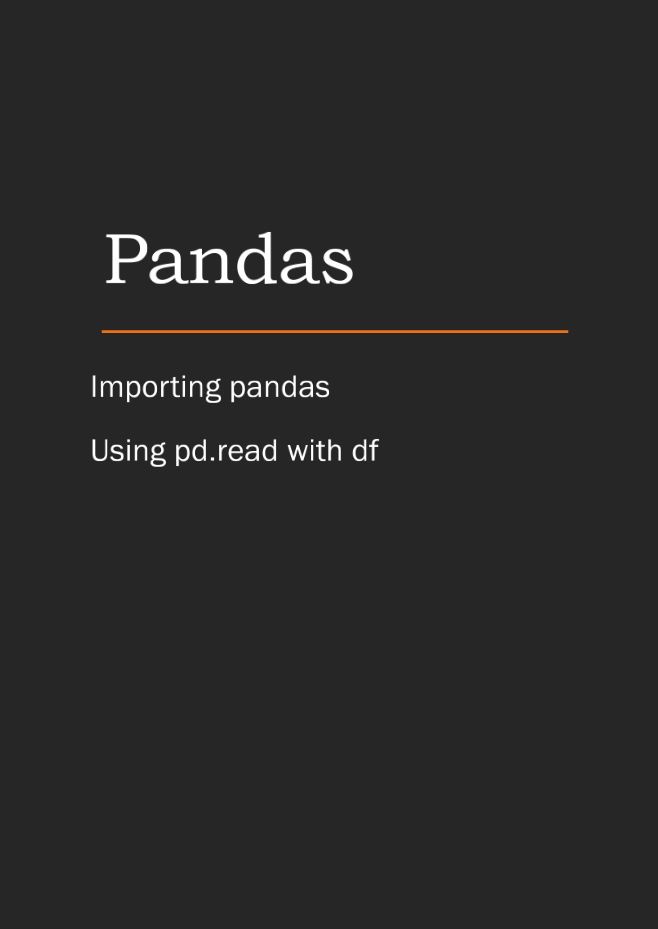 Pandas
Importing pandas
Using pd.read with df